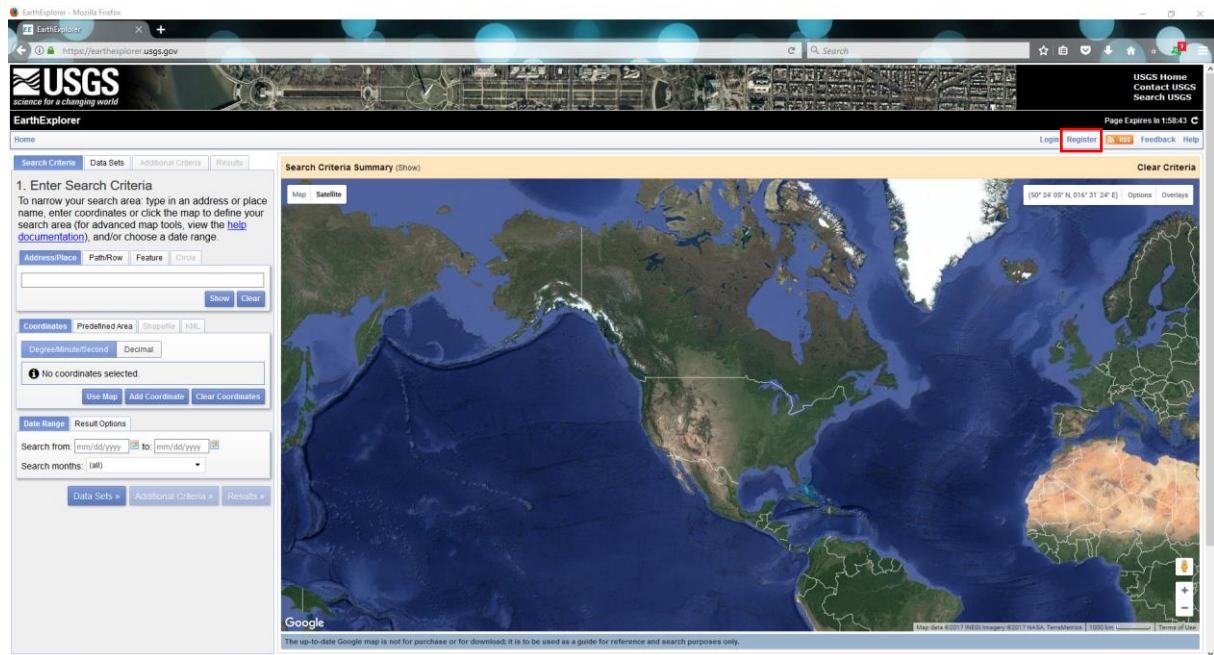 EarthExplorer - Mozilla Firefox
EE EarthExplorer
https://earthexplorer.usgs.gov
Search
USGS
science for a changing world
USGS Home
Contact USGS
Search USGS
EarthExplorer
Page Expires In 1:58:43
Home
Login Register RSS Feedback Help
Search Criteria Data Sets Additional Criteria Results
Search Criteria Summary (Show)
Clear Criteria
1. Enter Search Criteria
To narrow your search area: type in an address or place
name, enter coordinates or click the map to define your
search area (for advanced map tools, view the help
documentation), and/or choose a date range.
Address/Place Path/Row Feature Circle
Show Clear
Coordinates Predefined Area Shapefile KML
Degree/Minute/Second Decimal
No coordinates selected.
Use Map Add Coordinate Clear Coordinates
Date Range Result Options
Search from: mm/dd/yyyy to: mm/dd/yyyy
Search months: (all)
Data Sets » Additional Criteria » Results »
Map Satellite
(50° 24' 05" N, 016° 31' 24" E) Options Overlays
Google
Map data ©2017 INEGI Imagery ©2017 NASA, TerraMetrics 1000 km Terms of Use
The up-to-date Google map is not for purchase or for download; it is to be used as a guide for reference and search purposes only.